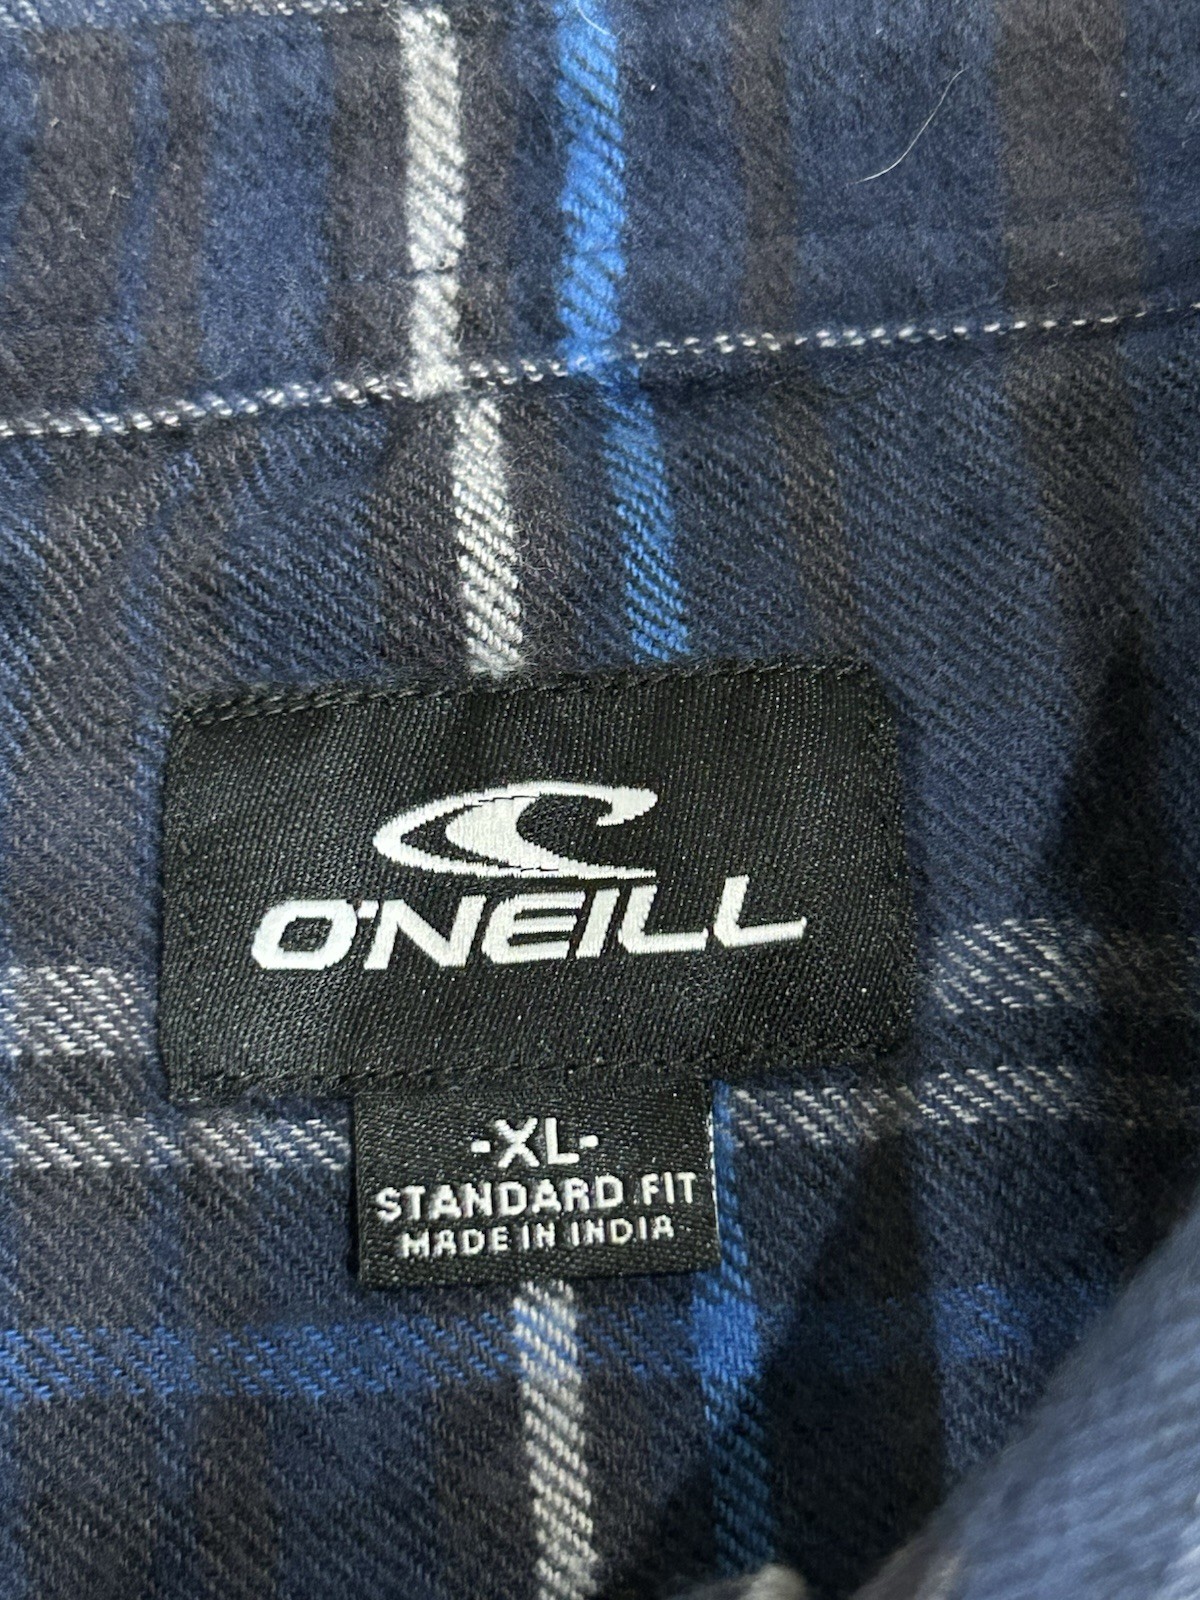 O'NEILL
-XL-
STANDARD FIT
MADE IN INDIA